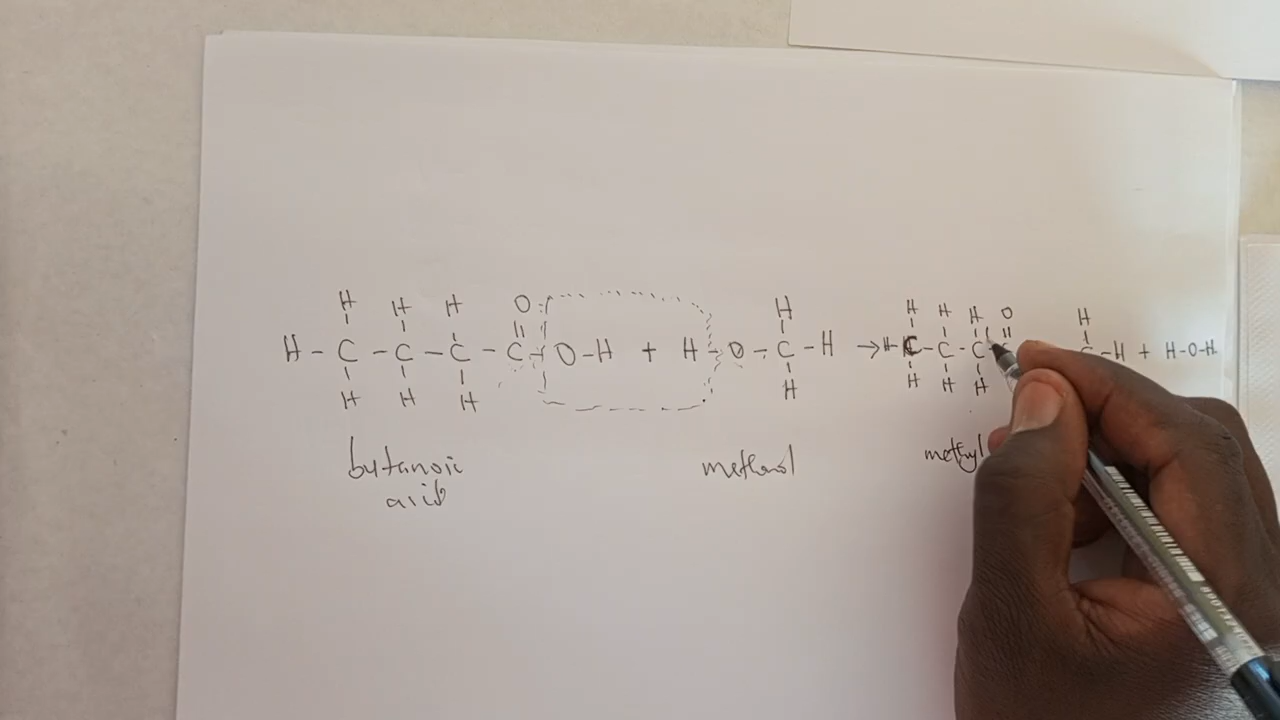 H H H O H H H H O H
H - C - C - C - C - O - H + H - O - C - H → H - C - C - C C - H + H - O - H
H H H H H H H
butanoic methanol methyl
acid